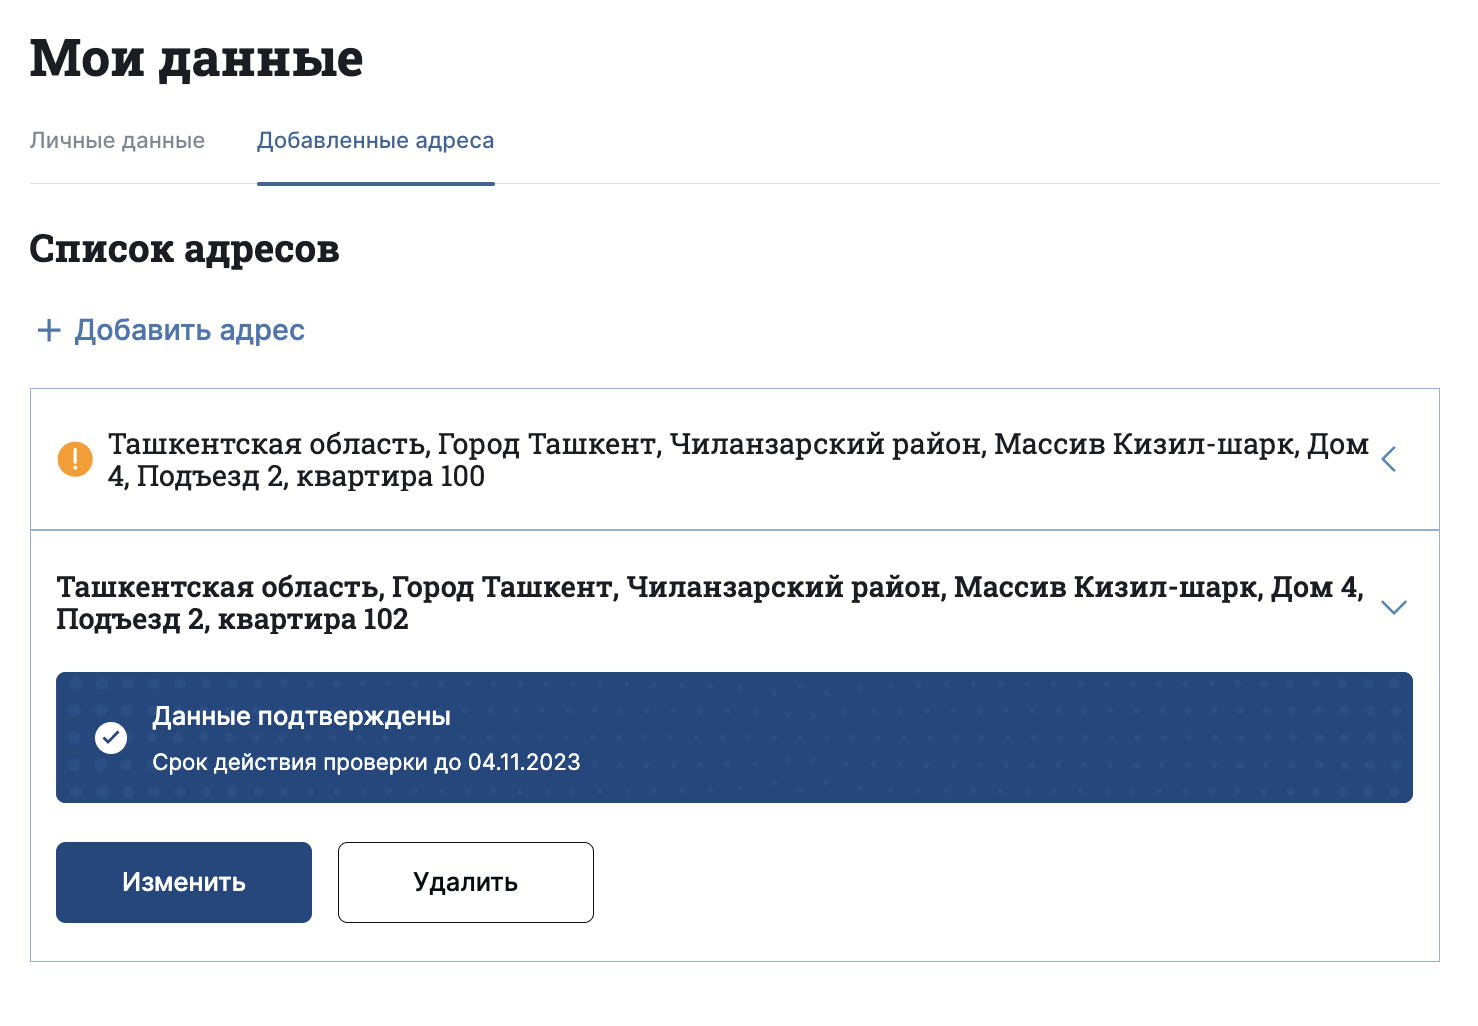 Мои данные
Личные данные
Добавленные адреса
Список адресов
+ Добавить адрес
Ташкентская область, Город Ташкент, Чиланзарский район, Массив Кизил-шарк, Дом
4, Подъезд 2, квартира 100
Ташкентская область, Город Ташкент, Чиланзарский район, Массив Кизил-шарк, Дом 4,
Подъезд 2, квартира 102
Данные подтверждены
Срок действия проверки до 04.11.2023
Изменить
Удалить